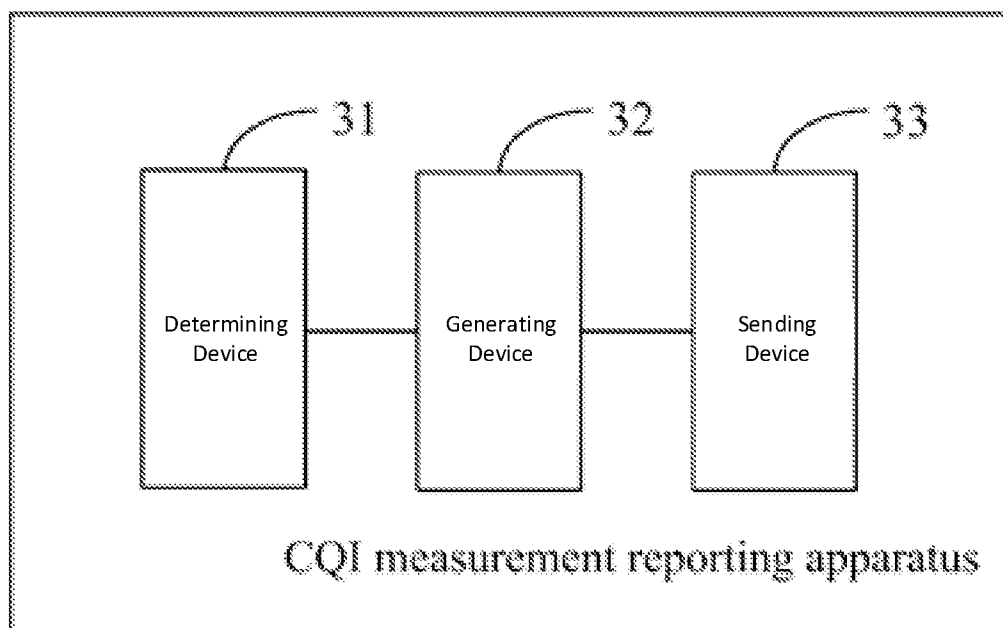 31 32 33
Determining
Device
Generating
Device
Sending
Device
CQI measurement reporting apparatus